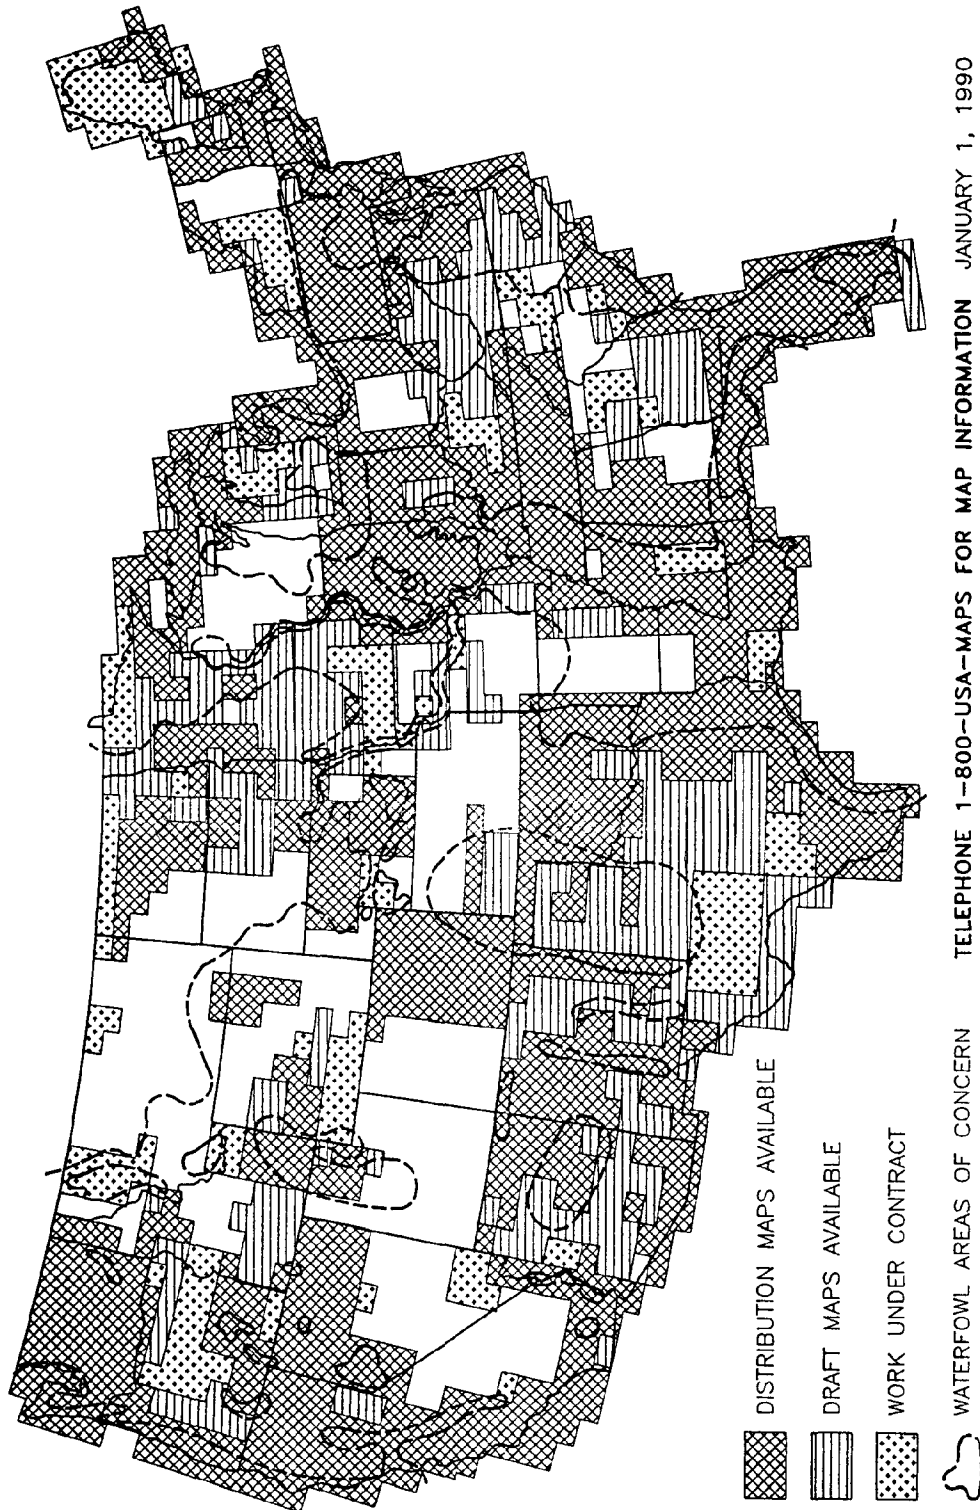 DISTRIBUTION MAPS AVAILABLE
DRAFT MAPS AVAILABLE
WORK UNDER CONTRACT
WATERFOWL AREAS OF CONCERN TELEPHONE 1-800-USA-MAPS FOR MAP INFORMATION JANUARY 1, 1990